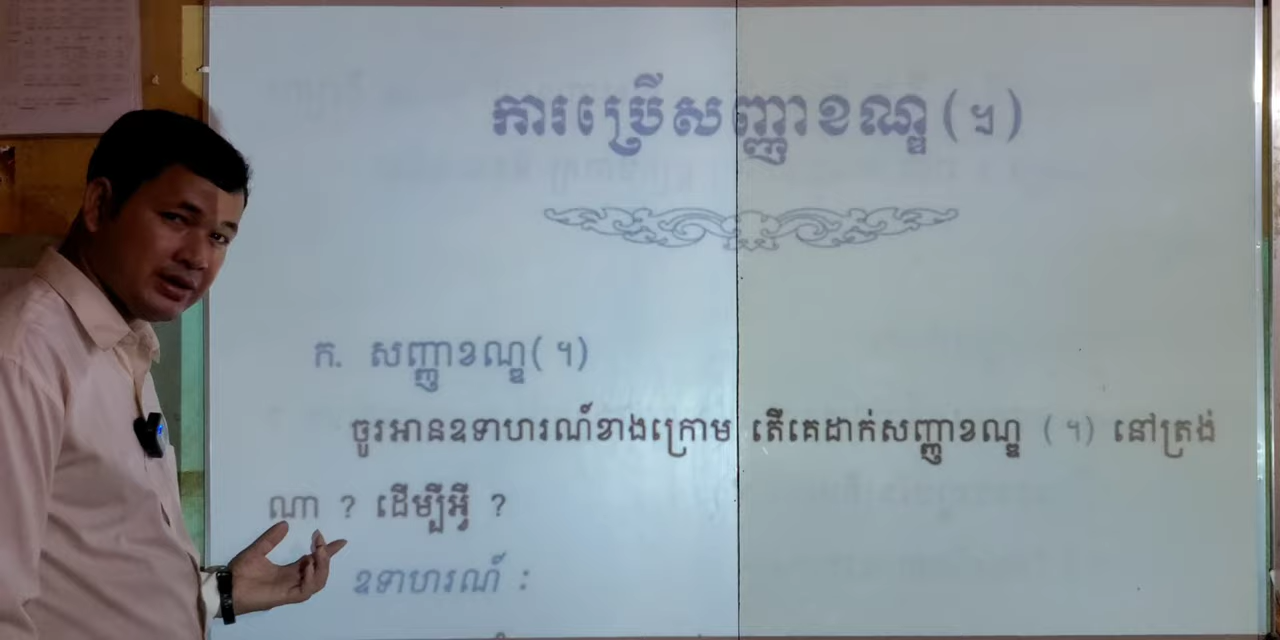 ការប្រើសញ្ញាខណ្ឌ (។)
ក. សញ្ញាខណ្ឌ (។)
ចូរអានឧទាហរណ៍ខាងក្រោម តើគេដាក់សញ្ញាខណ្ឌ (។) នៅត្រង់
ណា ? ដើម្បីអ្វី ?
ឧទាហរណ៍ :